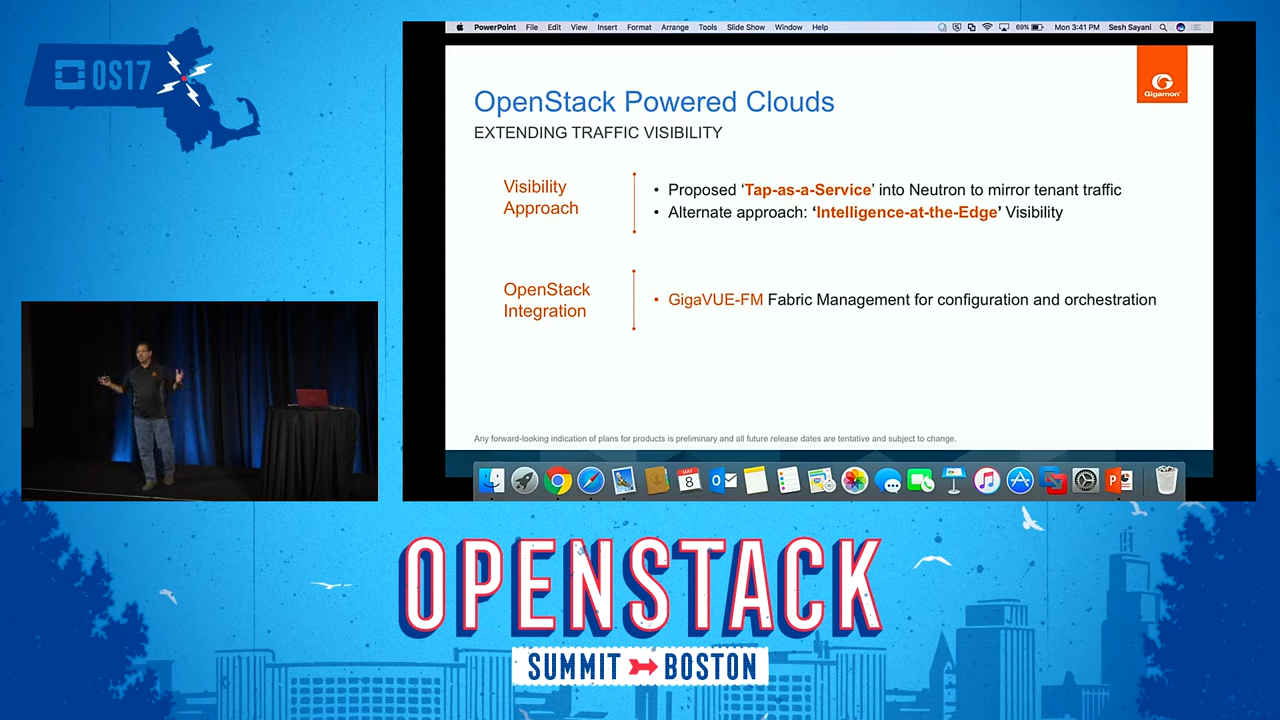 OS17
PowerPoint File Edit View Insert Format Arrange Tools Slide Show Window Help 69% Mon 3:41 PM Sesh Sayani
Gigamon
OpenStack Powered Clouds
EXTENDING TRAFFIC VISIBILITY
Visibility
Approach
• Proposed ‘Tap-as-a-Service’ into Neutron to mirror tenant traffic
• Alternate approach: ‘Intelligence-at-the-Edge’ Visibility
OpenStack
Integration
• GigaVUE-FM Fabric Management for configuration and orchestration
Any forward-looking indication of plans for products is preliminary and all future release dates are tentative and subject to change.
MAY
8
OPENSTACK
SUMMIT BOSTON